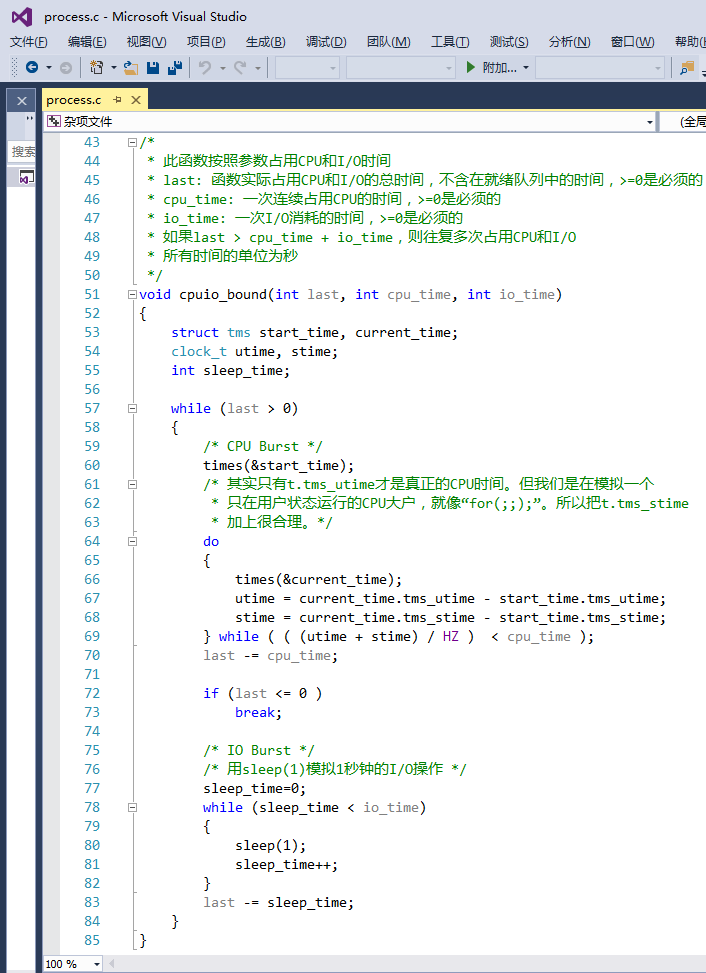 process.c - Microsoft Visual Studio
文件(F) 编辑(E) 视图(V) 项目(P) 生成(B) 调试(D) 团队(M) 工具(T) 测试(S) 分析(N) 窗口(W) 帮助(
附加...
process.c
杂项文件 (全局
搜索
43 /*
44 * 此函数按照参数占用CPU和I/O时间
45 * last: 函数实际占用CPU和I/O的总时间，不含在就绪队列中的时间，>=0是必须的
46 * cpu_time: 一次连续占用CPU的时间，>=0是必须的
47 * io_time: 一次I/O消耗的时间，>=0是必须的
48 * 如果last > cpu_time + io_time，则往复多次占用CPU和I/O
49 * 所有时间的单位为秒
50 */
51 void cpuio_bound(int last, int cpu_time, int io_time)
52 {
53 struct tms start_time, current_time;
54 clock_t utime, stime;
55 int sleep_time;
56
57 while (last > 0)
58 {
59 /* CPU Burst */
60 times(&start_time);
61 /* 其实只有t.tms_utime才是真正的CPU时间。但我们是在模拟一个
62 * 只在用户状态运行的CPU大户，就像“for(;;);”。所以把t.tms_stime
63 * 加上很合理。*/
64 do
65 {
66 times(&current_time);
67 utime = current_time.tms_utime - start_time.tms_utime;
68 stime = current_time.tms_stime - start_time.tms_stime;
69 } while ( ( (utime + stime) / HZ )  < cpu_time );
70 last -= cpu_time;
71
72 if (last <= 0 )
73 break;
74
75 /* IO Burst */
76 /* 用sleep(1)模拟1秒钟的I/O操作 */
77 sleep_time=0;
78 while (sleep_time < io_time)
79 {
80 sleep(1);
81 sleep_time++;
82 }
83 last -= sleep_time;
84 }
85 }
100 %